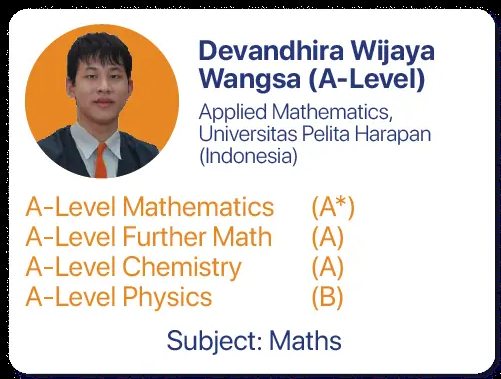 Devandhira Wijaya
Wangsa (A-Level)
Applied Mathematics,
Universitas Pelita Harapan
(Indonesia)
A-Level Mathematics (A*)
A-Level Further Math (A)
A-Level Chemistry (A)
A-Level Physics (B)
Subject: Maths